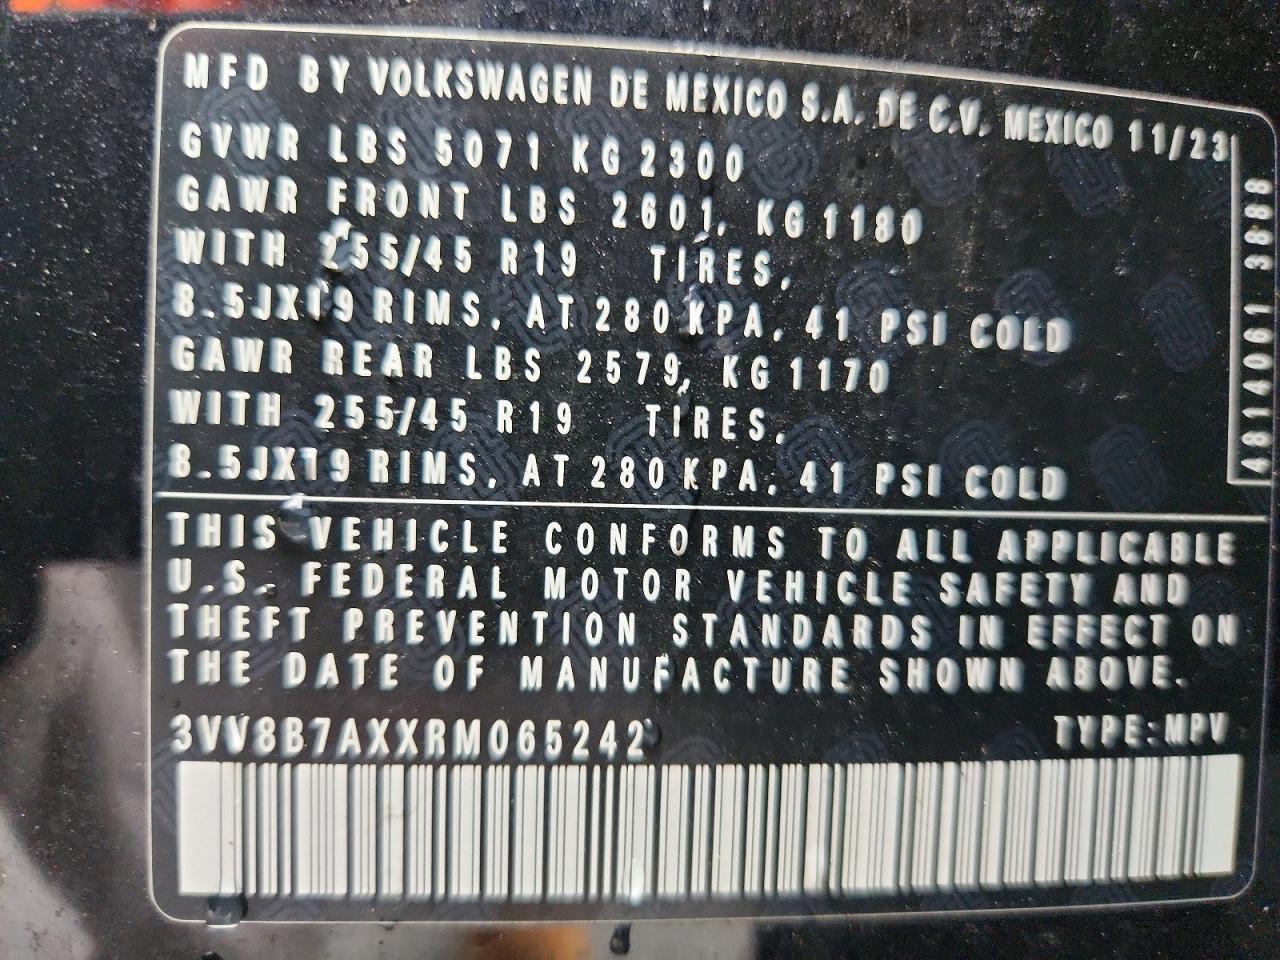 MFD BY VOLKSWAGEN DE MEXICO S.A. DE C.V. MEXICO 11/23
GVWR LBS 5071 KG 2300
GAWR FRONT LBS 2601, KG 1180
WITH 255/45 R19 TIRES,
8.5JX19 RIMS, AT 280 KPA, 41 PSI COLD
GAWR REAR LBS 2579, KG 1170
WITH 255/45 R19 TIRES,
8.5JX19 RIMS, AT 280 KPA, 41 PSI COLD
4814061 3888
THIS VEHICLE CONFORMS TO ALL APPLICABLE
U.S. FEDERAL MOTOR VEHICLE SAFETY AND
THEFT PREVENTION STANDARDS IN EFFECT ON
THE DATE OF MANUFACTURE SHOWN ABOVE.
3VV8B7AXXRM065242 TYPE:MPV